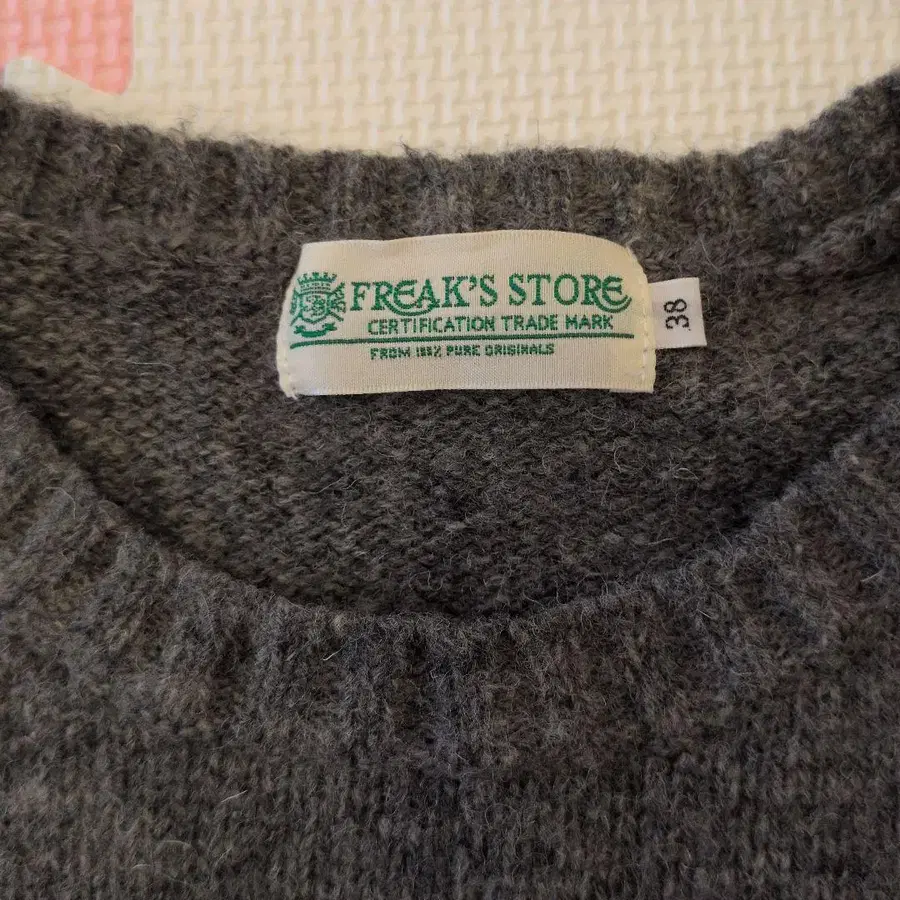 FREAK'S STORE
CERTIFICATION TRADE MARK
FROM 100% PURE ORIGINALS
38